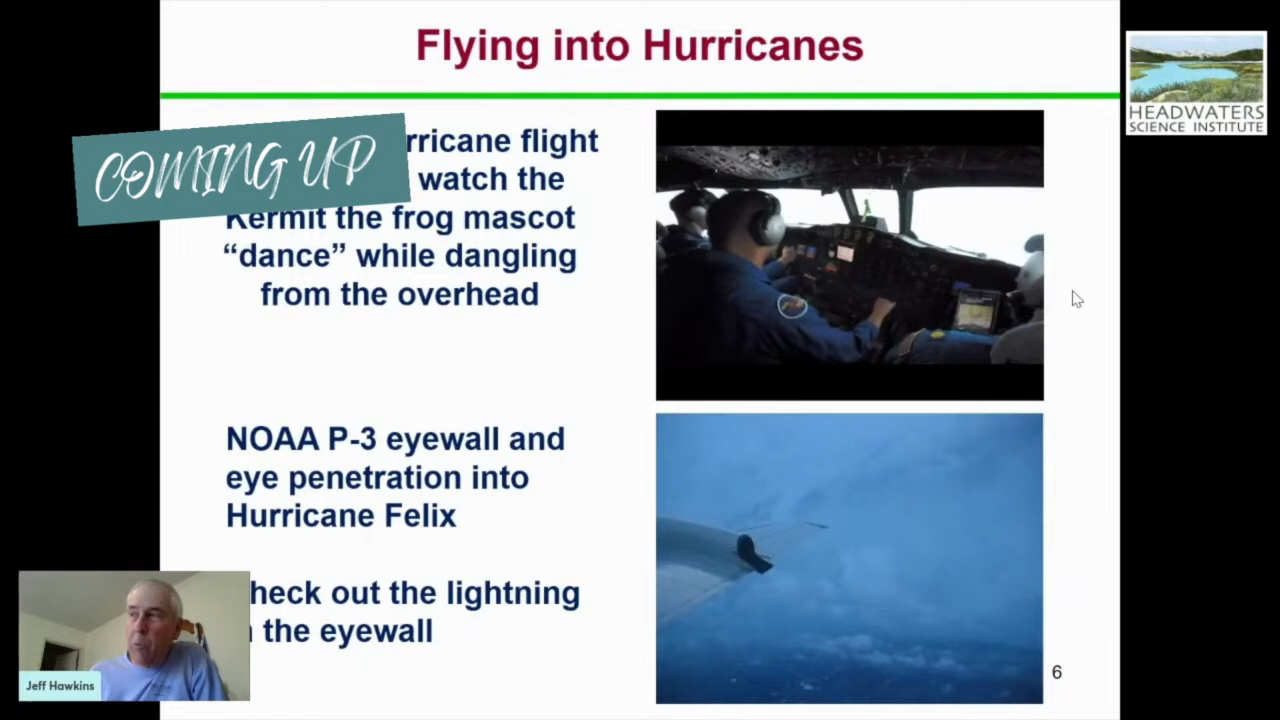 Flying into Hurricanes
HEADWATERS
SCIENCE INSTITUTE
COMING UP
rricane flight
watch the
Kermit the frog mascot
“dance” while dangling
from the overhead
NOAA P-3 eyewall and
eye penetration into
Hurricane Felix
heck out the lightning
the eyewall
Jeff Hawkins
6